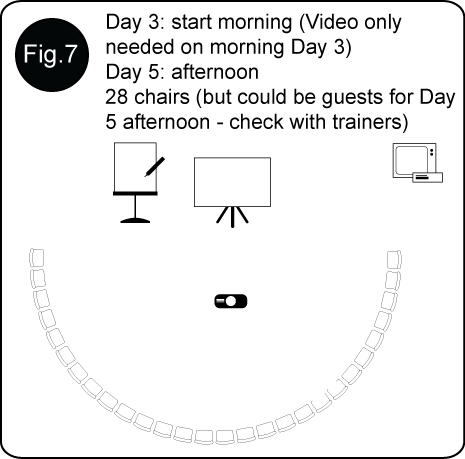 Fig.7
Day 3: start morning (Video only
needed on morning Day 3)
Day 5: afternoon
28 chairs (but could be guests for Day
5 afternoon - check with trainers)